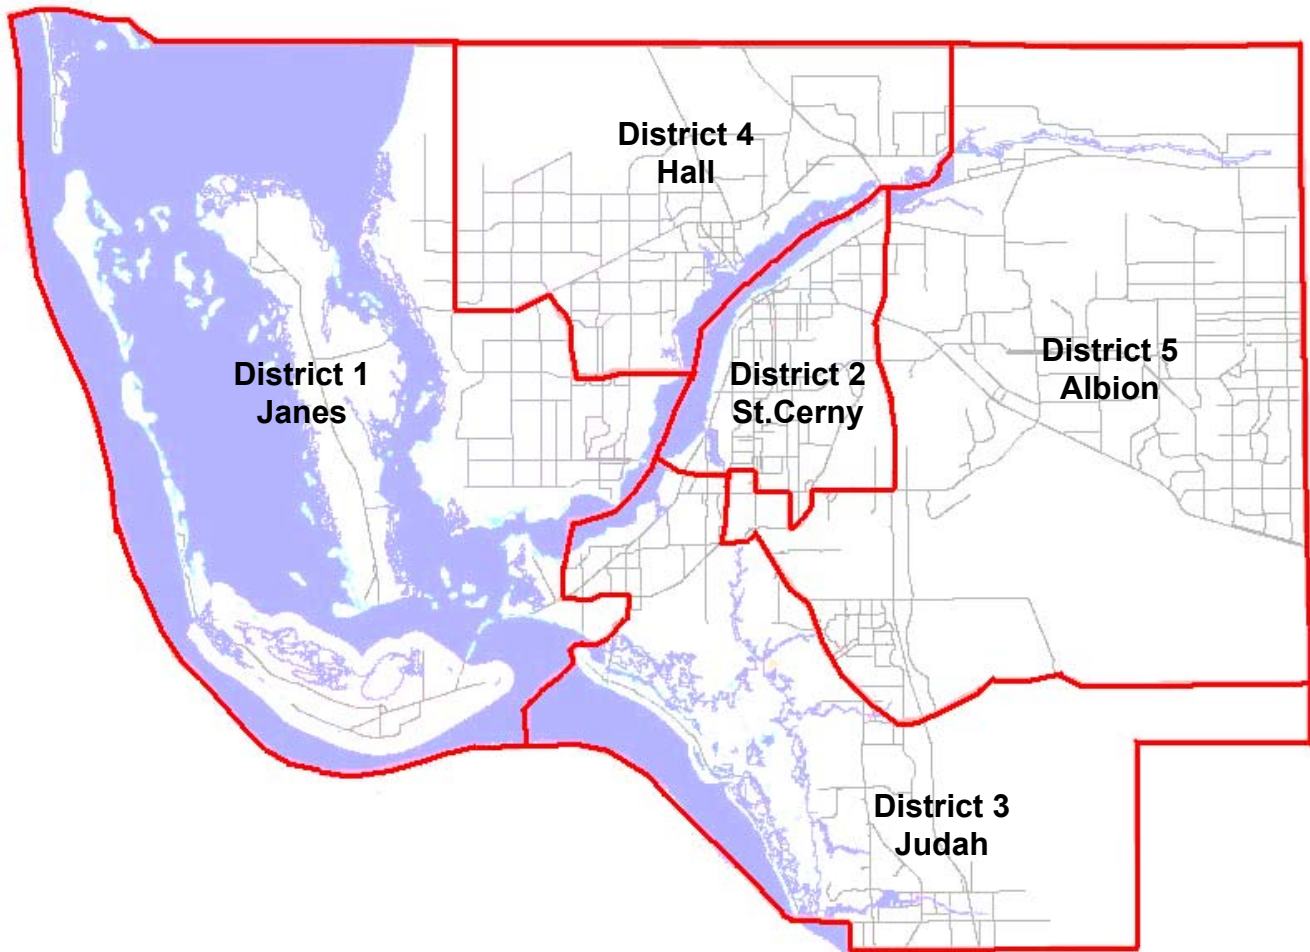 District 4
Hall
District 1
Janes
District 2
St.Cerny
District 5
Albion
District 3
Judah